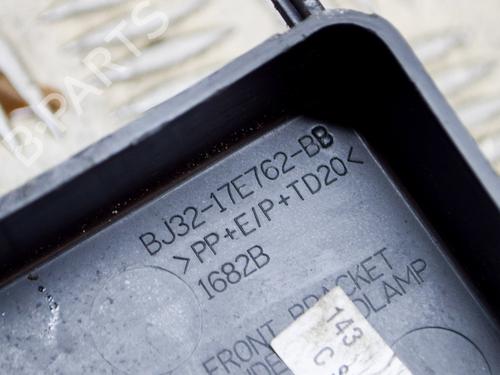 B-PARTS
BJ32-17E762-BB
>PP+E/P+TD20<
1682B
FRONT BRACKET
143
C